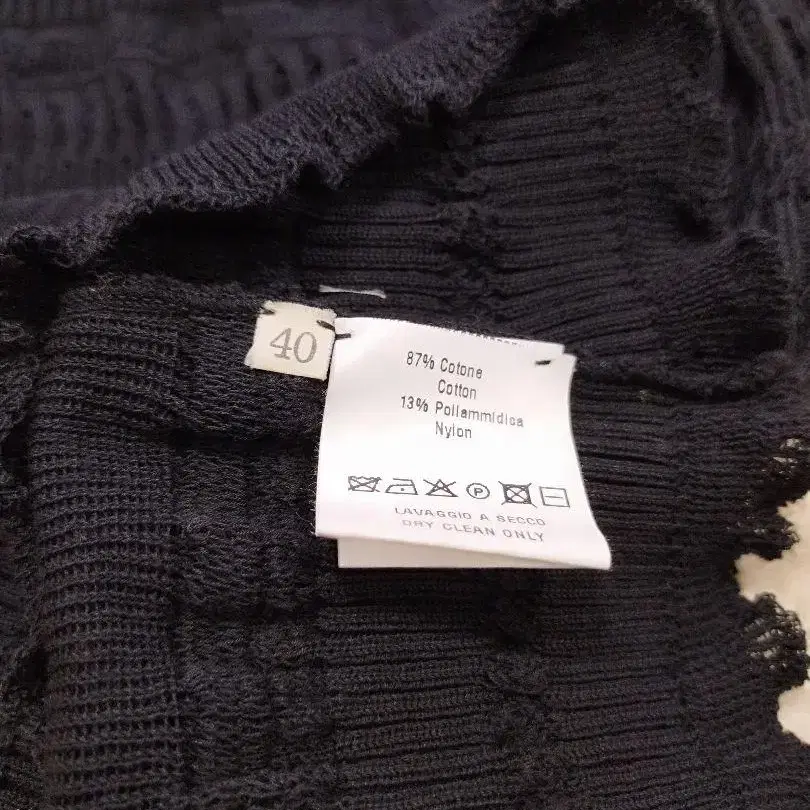 40
87% Cotone
Cotton
13% Poliammidica
Nylon
P
LAVAGGIO A SECCO
DRY CLEAN ONLY